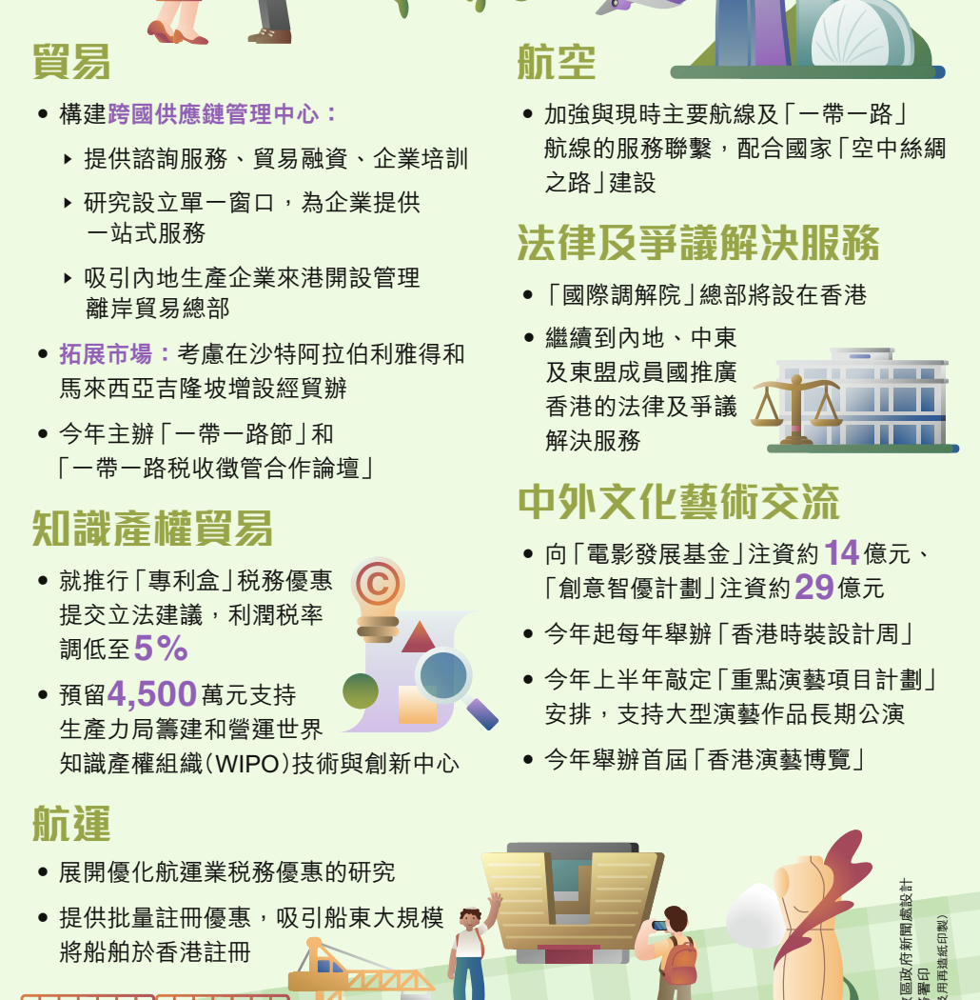 貿易
• 構建跨國供應鏈管理中心：
▸ 提供諮詢服務、貿易融資、企業培訓
▸ 研究設立單一窗口，為企業提供
一站式服務
▸ 吸引內地生產企業來港開設管理
離岸貿易總部
• 拓展市場：考慮在沙特阿拉伯利雅得和
馬來西亞吉隆坡增設經貿辦
• 今年主辦「一帶一路節」和
「一帶一路税收徵管合作論壇」
知識產權貿易
• 就推行「專利盒」税務優惠
提交立法建議，利潤税率
調低至5%
• 預留4,500萬元支持
生產力局籌建和營運世界
知識產權組織(WIPO)技術與創新中心
C
航運
• 展開優化航運業税務優惠的研究
• 提供批量註冊優惠，吸引船東大規模
將船舶於香港註冊
航空
• 加強與現時主要航線及「一帶一路」
航線的服務聯繫，配合國家「空中絲綢
之路」建設
法律及爭議解決服務
• 「國際調解院」總部將設在香港
• 繼續到內地、中東
及東盟成員國推廣
香港的法律及爭議
解決服務
中外文化藝術交流
• 向「電影發展基金」注資約14億元、
「創意智優計劃」注資約29億元
• 今年起每年舉辦「香港時裝設計周」
• 今年上半年敲定「重點演藝項目計劃」
安排，支持大型演藝作品長期公演
• 今年舉辦首屆「香港演藝博覽」
區政府新聞處設計
署印
用再造紙印製）